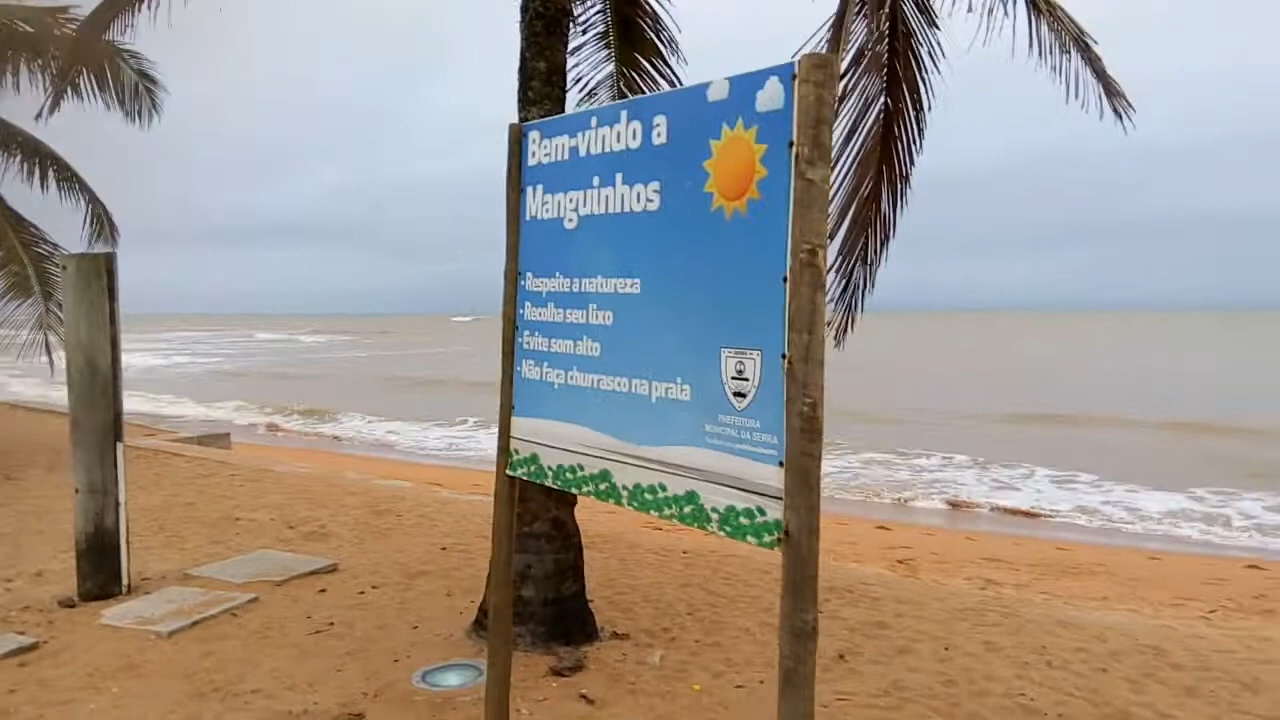 Bem-vindo a
Manguinhos
- Respeite a natureza
- Recolha seu lixo
- Evite som alto
- Não faça churrasco na praia
PREFEITURA
MUNICIPAL DA SERRA